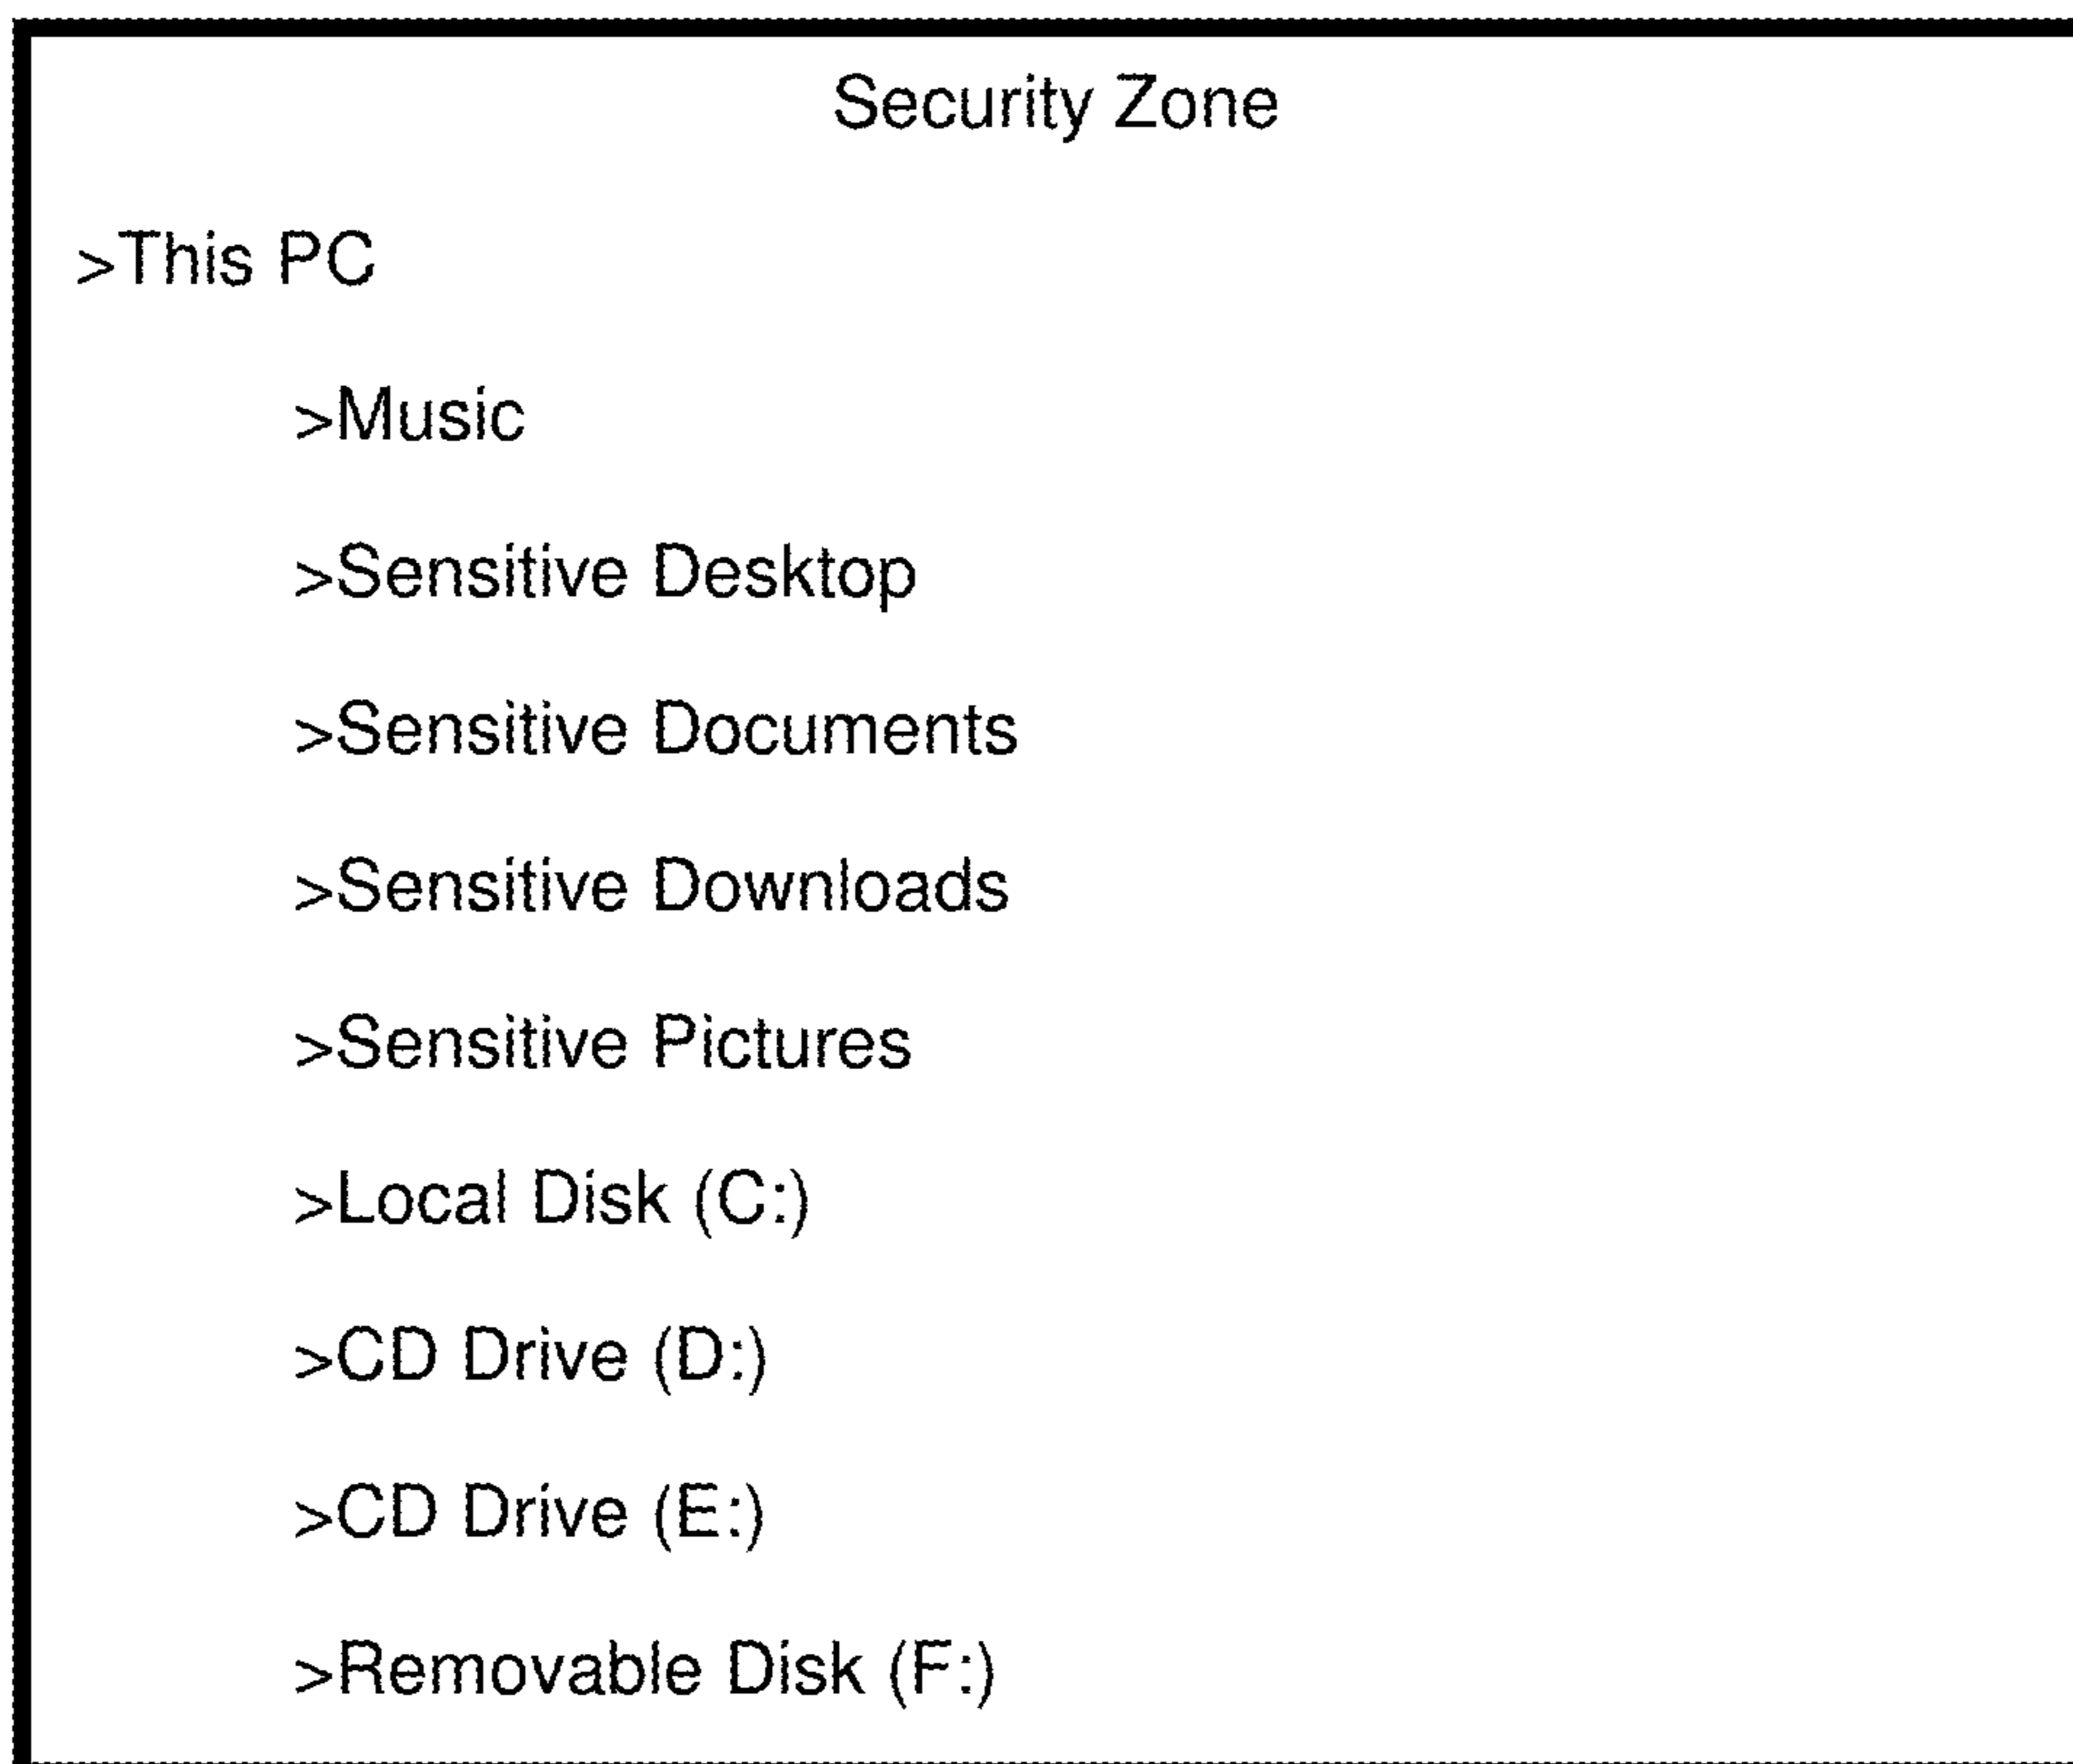 Security Zone
>This PC
>Music
>Sensitive Desktop
>Sensitive Documents
>Sensitive Downloads
>Sensitive Pictures
>Local Disk (C:)
>CD Drive (D:)
>CD Drive (E:)
>Removable Disk (F:)